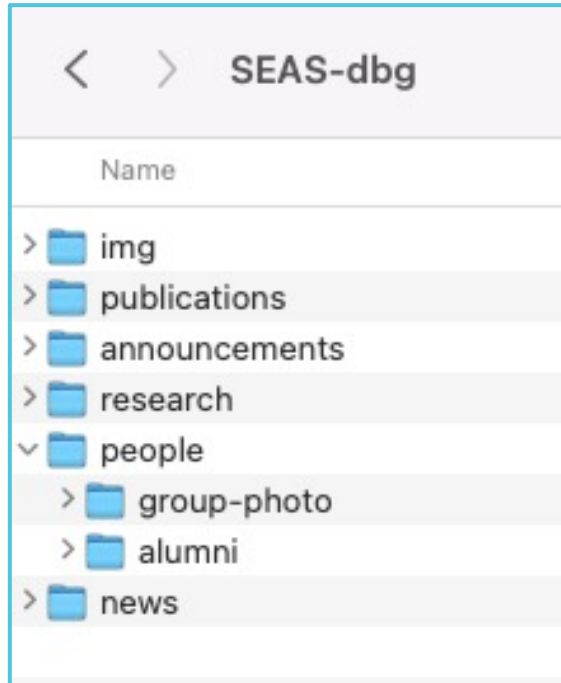 SEAS-dbg
Name
img
publications
announcements
research
people
group-photo
alumni
news